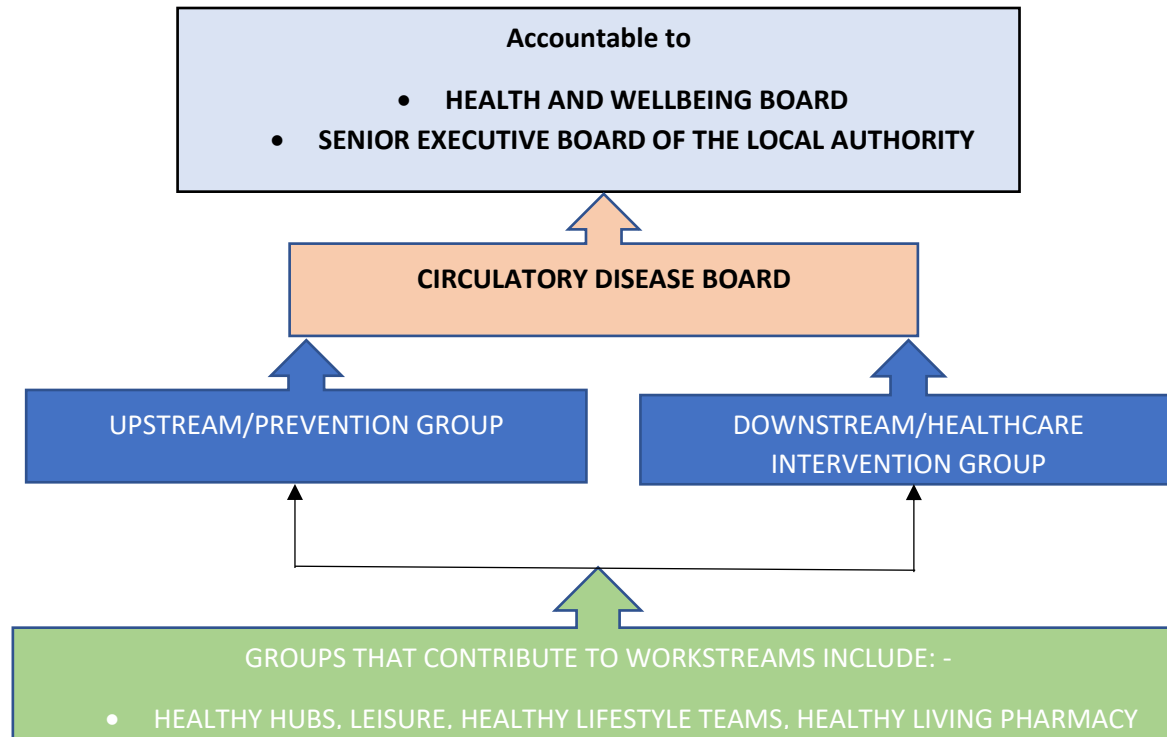 Accountable to
• HEALTH AND WELLBEING BOARD
• SENIOR EXECUTIVE BOARD OF THE LOCAL AUTHORITY
CIRCULATORY DISEASE BOARD
UPSTREAM/PREVENTION GROUP
DOWNSTREAM/HEALTHCARE
INTERVENTION GROUP
GROUPS THAT CONTRIBUTE TO WORKSTREAMS INCLUDE: -
• HEALTHY HUBS, LEISURE, HEALTHY LIFESTYLE TEAMS, HEALTHY LIVING PHARMACY